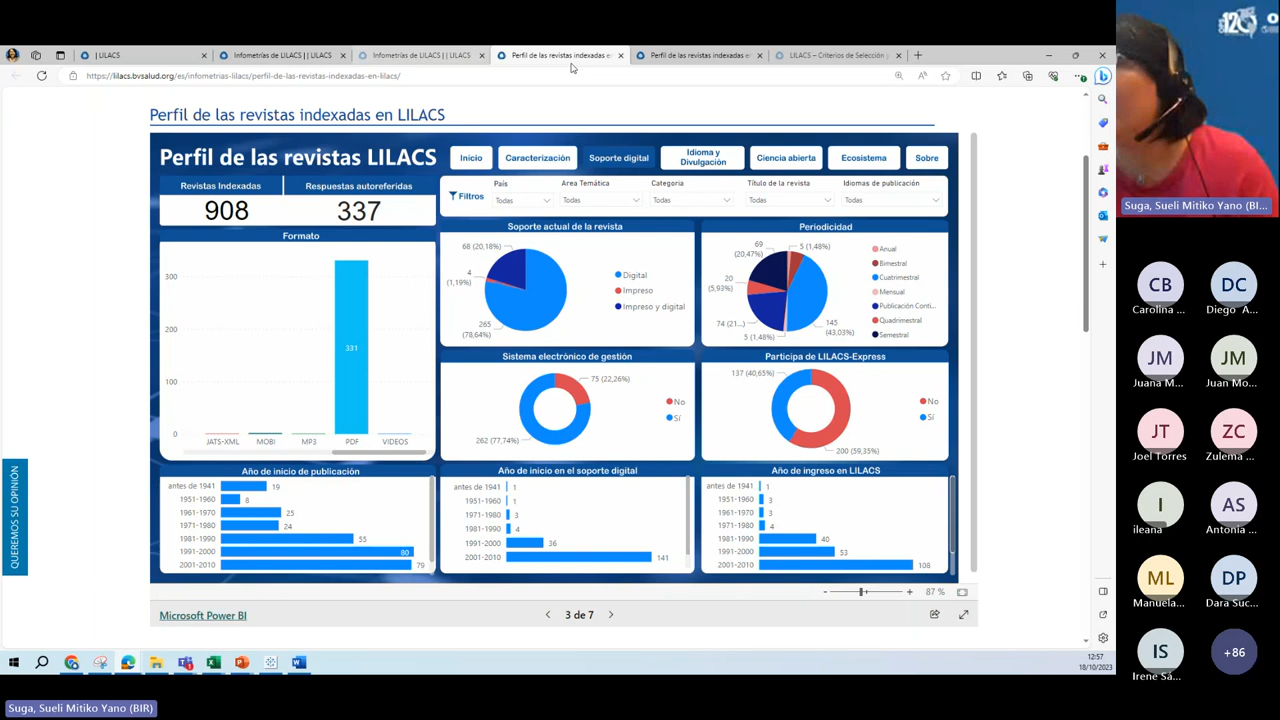 | LILACS
Infometrías de LILACS | | LILACS
Infometrías de LILACS | | LILACS
Perfil de las revistas indexadas e
Perfil de las revistas indexadas en
LILACS – Criterios de Selección y
https://lilacs.bvsalud.org/es/infometrias-lilacs/perfil-de-las-revistas-indexadas-en-lilacs/
Perfil de las revistas indexadas en LILACS
Perfil de las revistas LILACS
Inicio
Caracterización
Soporte digital
Idioma y
Divulgación
Ciencia abierta
Ecosistema
Sobre
Revistas Indexadas
Respuestas autoreferidas
908
337
Filtros
País
Area Temática
Categoria
Título de la revista
Idiomas de publicación
Todas
Todas
Todas
Todas
Todas
Formato
300
200
100
0
331
JATS-XML
MOBI
MP3
PDF
VIDEOS
Soporte actual de la revista
68 (20,18%)
4
(1,19%)
265
(78,64%)
Digital
Impreso
Impreso y digital
Periodicidad
69
(20,47%)
5 (1,48%)
20
(5,93%)
74 (21...)
5 (1,48%)
145
(43,03%)
Anual
Bimestral
Cuatrimestral
Mensual
Publicación Conti...
Quadrimestral
Semestral
Sistema electrónico de gestión
75 (22,26%)
262 (77,74%)
No
Sí
Participa de LILACS-Express
137 (40,65%)
200 (59,35%)
No
Sí
Año de inicio de publicación
antes de 1941 19
1951-1960 8
1961-1970 25
1971-1980 24
1981-1990 55
1991-2000 80
2001-2010 79
Año de inicio en el soporte digital
antes de 1941 1
1951-1960 1
1971-1980 3
1981-1990 4
1991-2000 36
2001-2010 141
Año de ingreso en LILACS
antes de 1941 1
1951-1960 3
1961-1970 3
1971-1980 4
1981-1990 40
1991-2000 53
2001-2010 108
QUEREMOS SU OPINIÓN
87 %
Microsoft Power BI
3 de 7
12:57
18/10/2023
Suga, Sueli Mitiko Yano (BIR)
120
Suga, Sueli Mitiko Yano (BI...
CB
Carolina ...
DC
Diego A...
JM
Juana M...
JM
Juan Mo...
JT
Joel Torres
ZC
Zulema ...
I
ileana
AS
Antonia ...
ML
Manuela...
DP
Dara Suc...
IS
Irene Sá...
+86